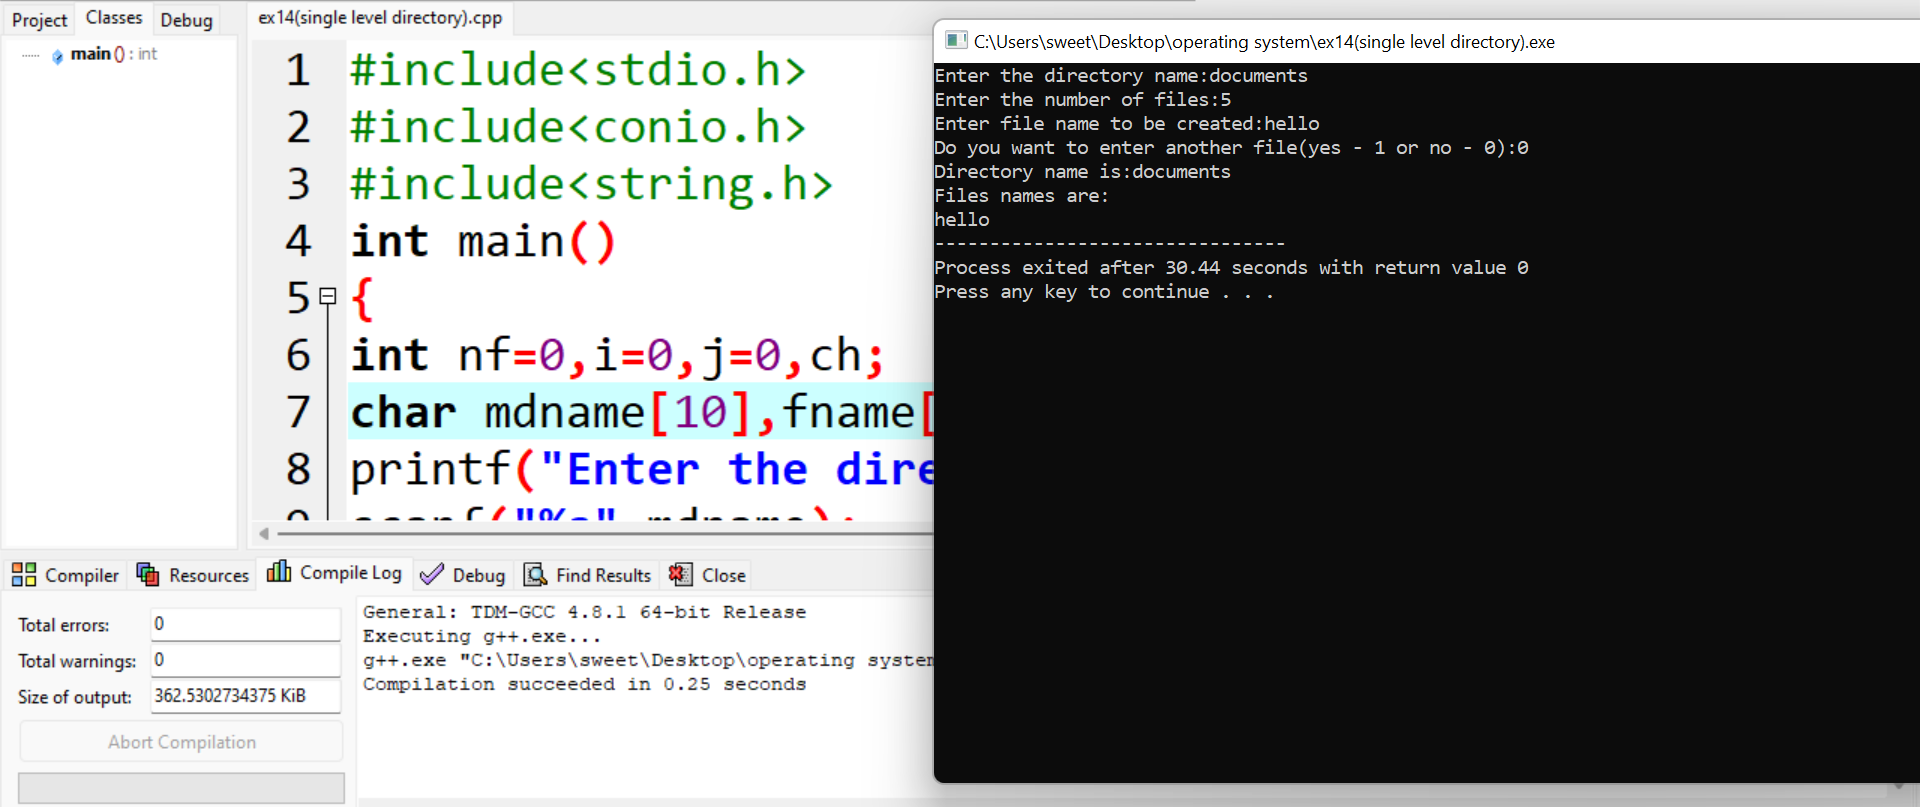 Project Classes Debug
main () : int
ex14(single level directory).cpp
1 #include<stdio.h>
2 #include<conio.h>
3 #include<string.h>
4 int main()
5 {
6 int nf=0,i=0,j=0,ch;
7 char mdname[10],fname[
8 printf("Enter the dire
9 scanf("%s",mdname);
C:\Users\sweet\Desktop\operating system\ex14(single level directory).exe
Enter the directory name:documents
Enter the number of files:5
Enter file name to be created:hello
Do you want to enter another file(yes - 1 or no - 0):0
Directory name is:documents
Files names are:
hello
--------------------------------
Process exited after 30.44 seconds with return value 0
Press any key to continue . . .
Compiler Resources Compile Log Debug Find Results Close
Total errors: 0
Total warnings: 0
Size of output: 362.5302734375 KiB
Abort Compilation
General: TDM-GCC 4.8.1 64-bit Release
Executing g++.exe...
g++.exe "C:\Users\sweet\Desktop\operating system
Compilation succeeded in 0.25 seconds